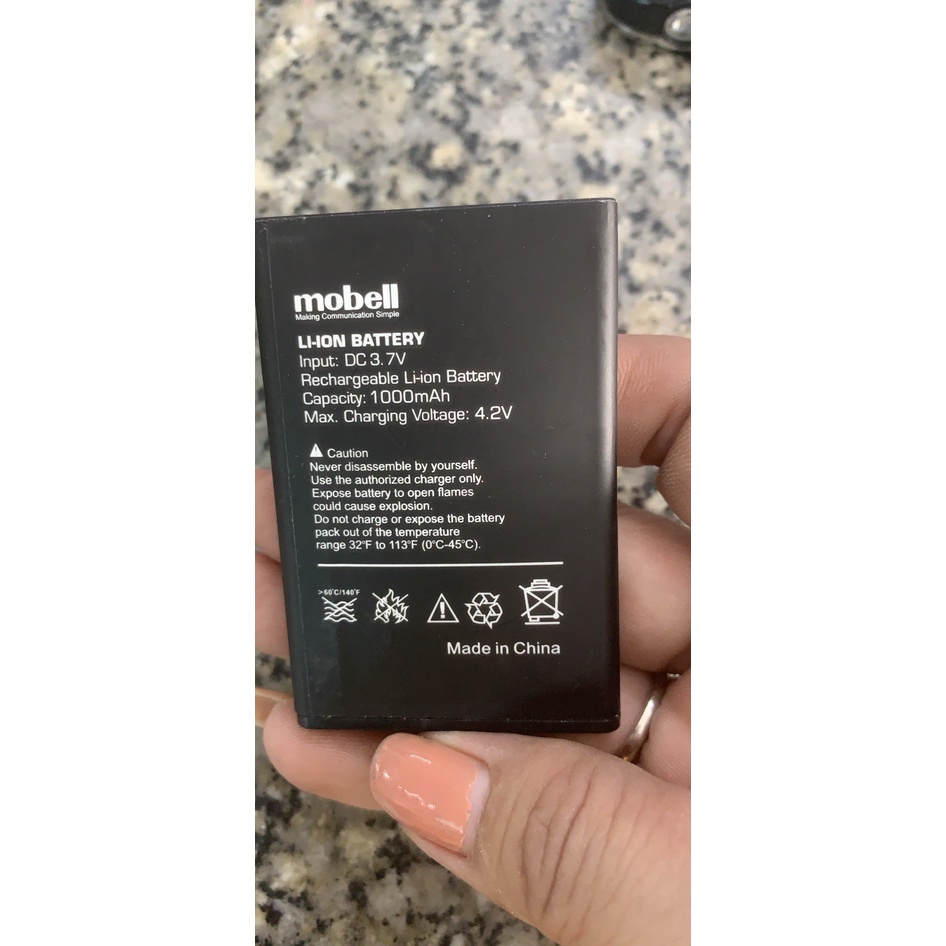 mobell
Making Communication Simple
LI-ION BATTERY
Input: DC 3.7V
Rechargeable Li-ion Battery
Capacity: 1000mAh
Max. Charging Voltage: 4.2V
Caution
Never disassemble by yourself.
Use the authorized charger only.
Expose battery to open flames
could cause explosion.
Do not charge or expose the battery
pack out of the temperature
range 32°F to 113°F (0°C-45°C).
>60°C/140°F
Made in China